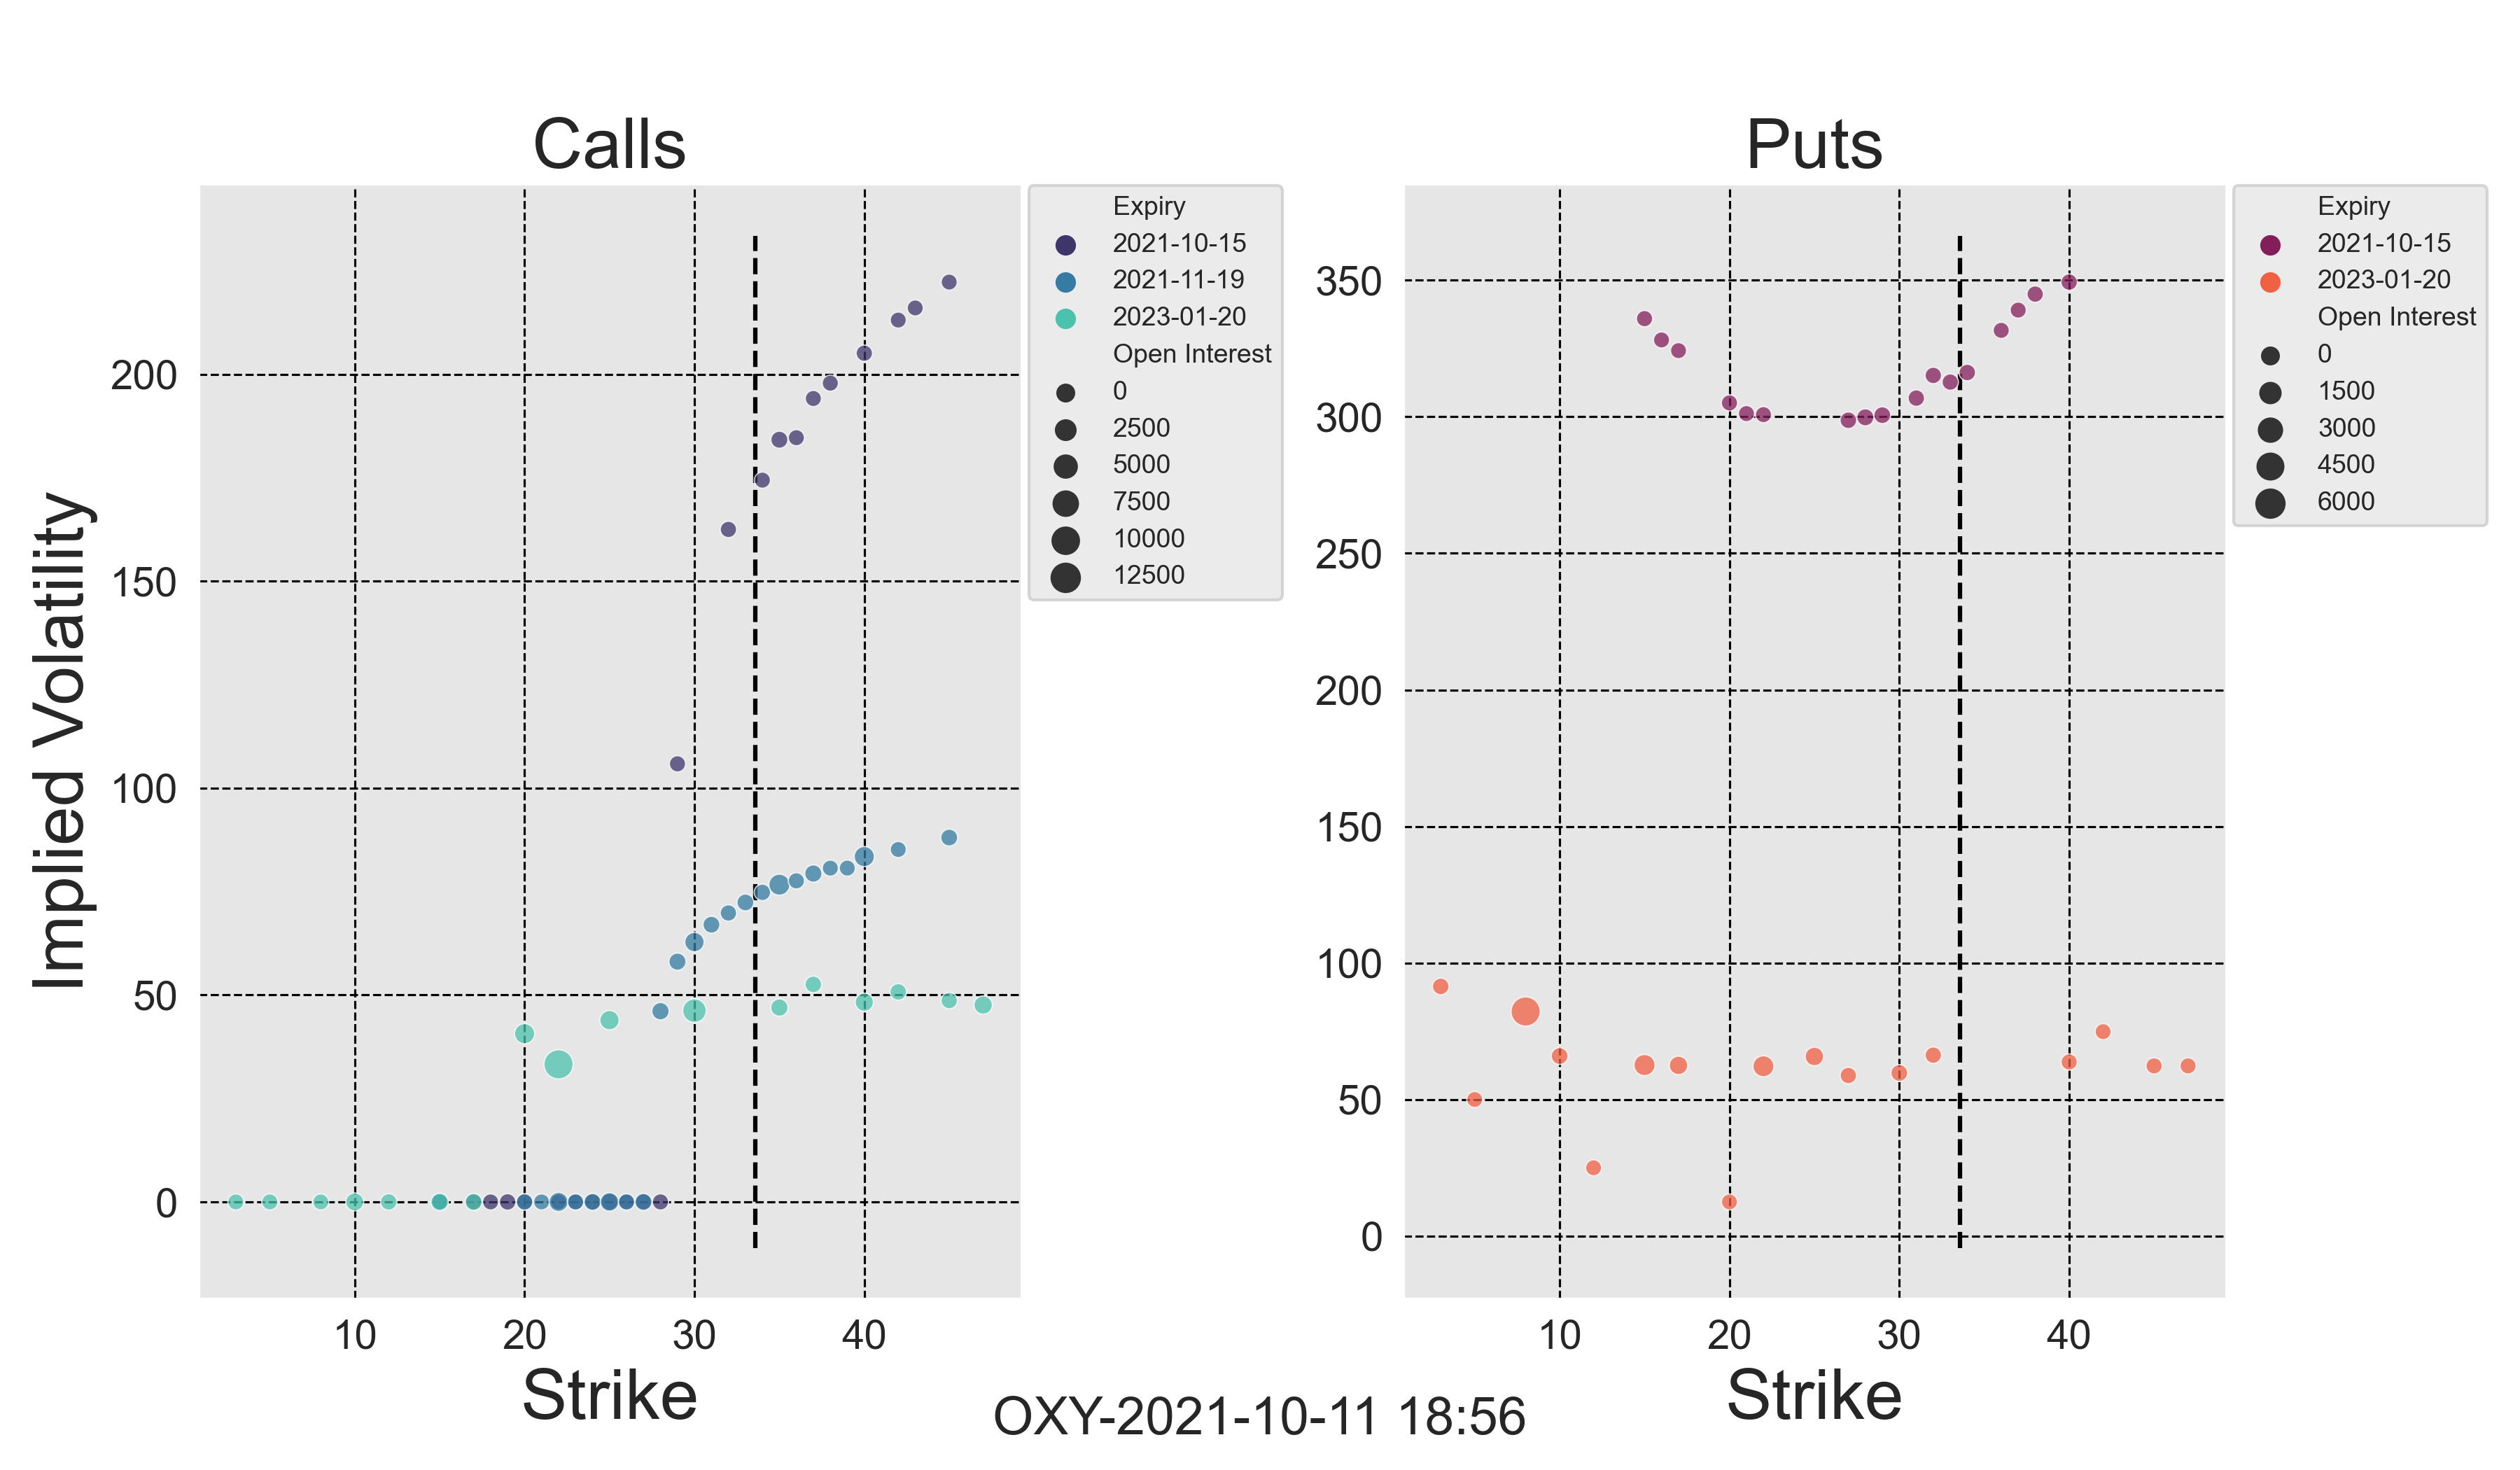 Calls
Implied Volatility
200
150
100
50
0
10 20 30 40
Strike
Expiry
2021-10-15
2021-11-19
2023-01-20
Open Interest
0
2500
5000
7500
10000
12500
Puts
350
300
250
200
150
100
50
0
10 20 30 40
Strike
Expiry
2021-10-15
2023-01-20
Open Interest
0
1500
3000
4500
6000
OXY-2021-10-11 18:56